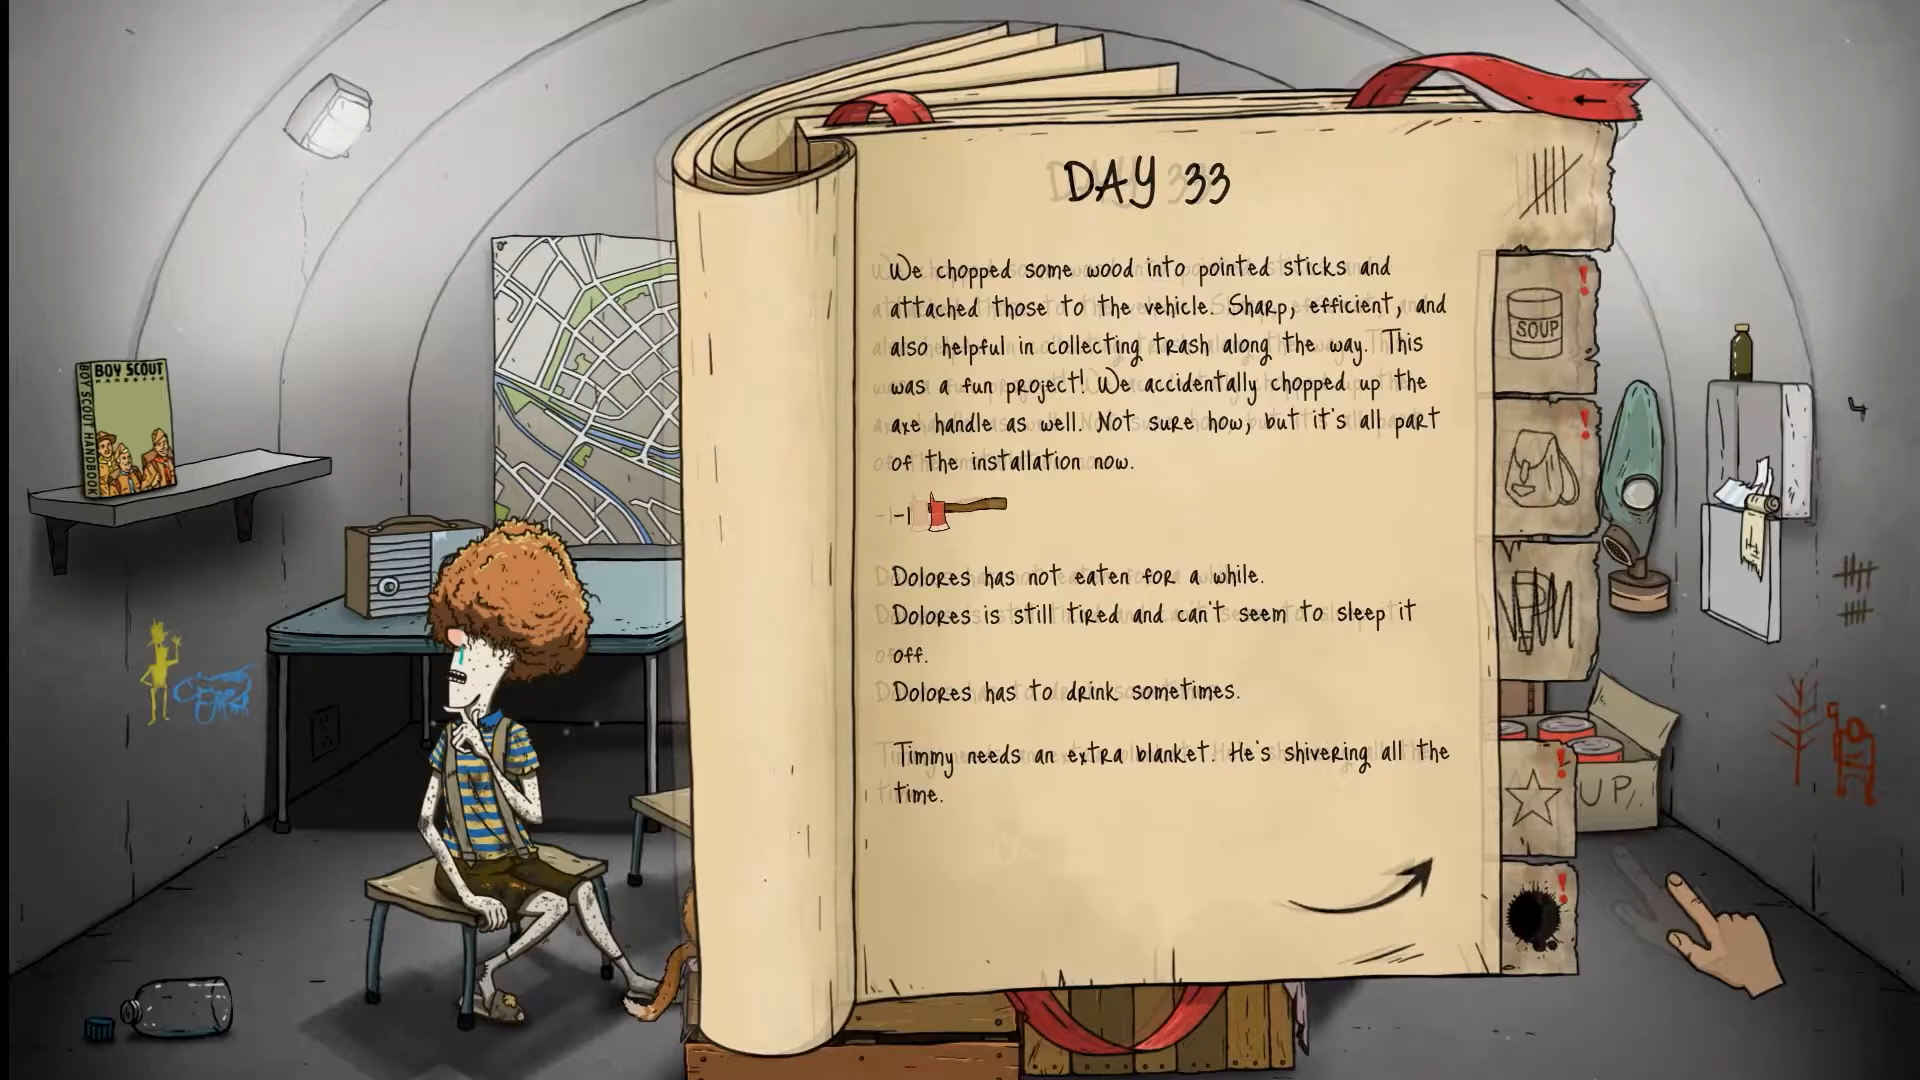 DAY 33
We chopped some wood into pointed sticks and
attached those to the vehicle. Sharp, efficient, and
also helpful in collecting trash along the way. This
was a fun project! We accidentally chopped up the
axe handle as well. Not sure how, but it's all part
of the installation now.
-1
Dolores has not eaten for a while.
Dolores is still tired and can't seem to sleep it
off.
Dolores has to drink sometimes.
Timmy needs an extra blanket. He's shivering all the
time.
SOUP
!
!
!
!
BOY SCOUT
HANDBOOK
BOY SCOUT HANDBOOK
UP